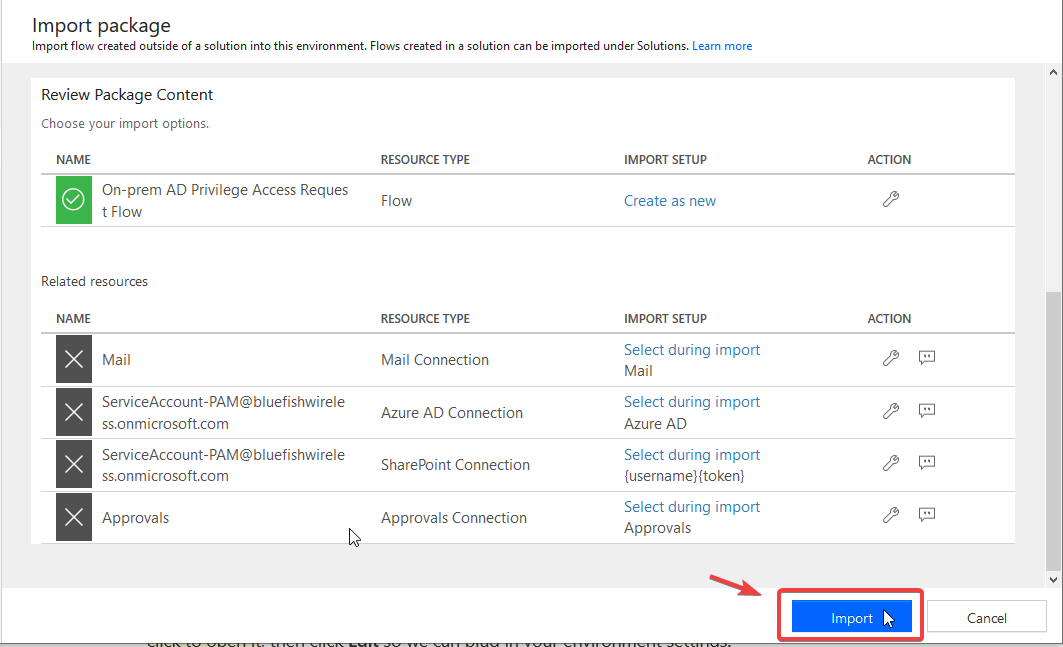 Import package
Import flow created outside of a solution into this environment. Flows created in a solution can be imported under Solutions. Learn more
Review Package Content
Choose your import options.
NAME RESOURCE TYPE IMPORT SETUP ACTION
On-prem AD Privilege Access Reques
t Flow
Flow Create as new
Related resources
NAME RESOURCE TYPE IMPORT SETUP ACTION
Mail Mail Connection
Select during import
Mail
ServiceAccount-PAM@bluefishwirele
ss.onmicrosoft.com
Azure AD Connection
Select during import
Azure AD
ServiceAccount-PAM@bluefishwirele
ss.onmicrosoft.com
SharePoint Connection
Select during import
{username}{token}
Approvals Approvals Connection
Select during import
Approvals
Import Cancel
click to open it, then click Edit so we can plug in your environment settings.